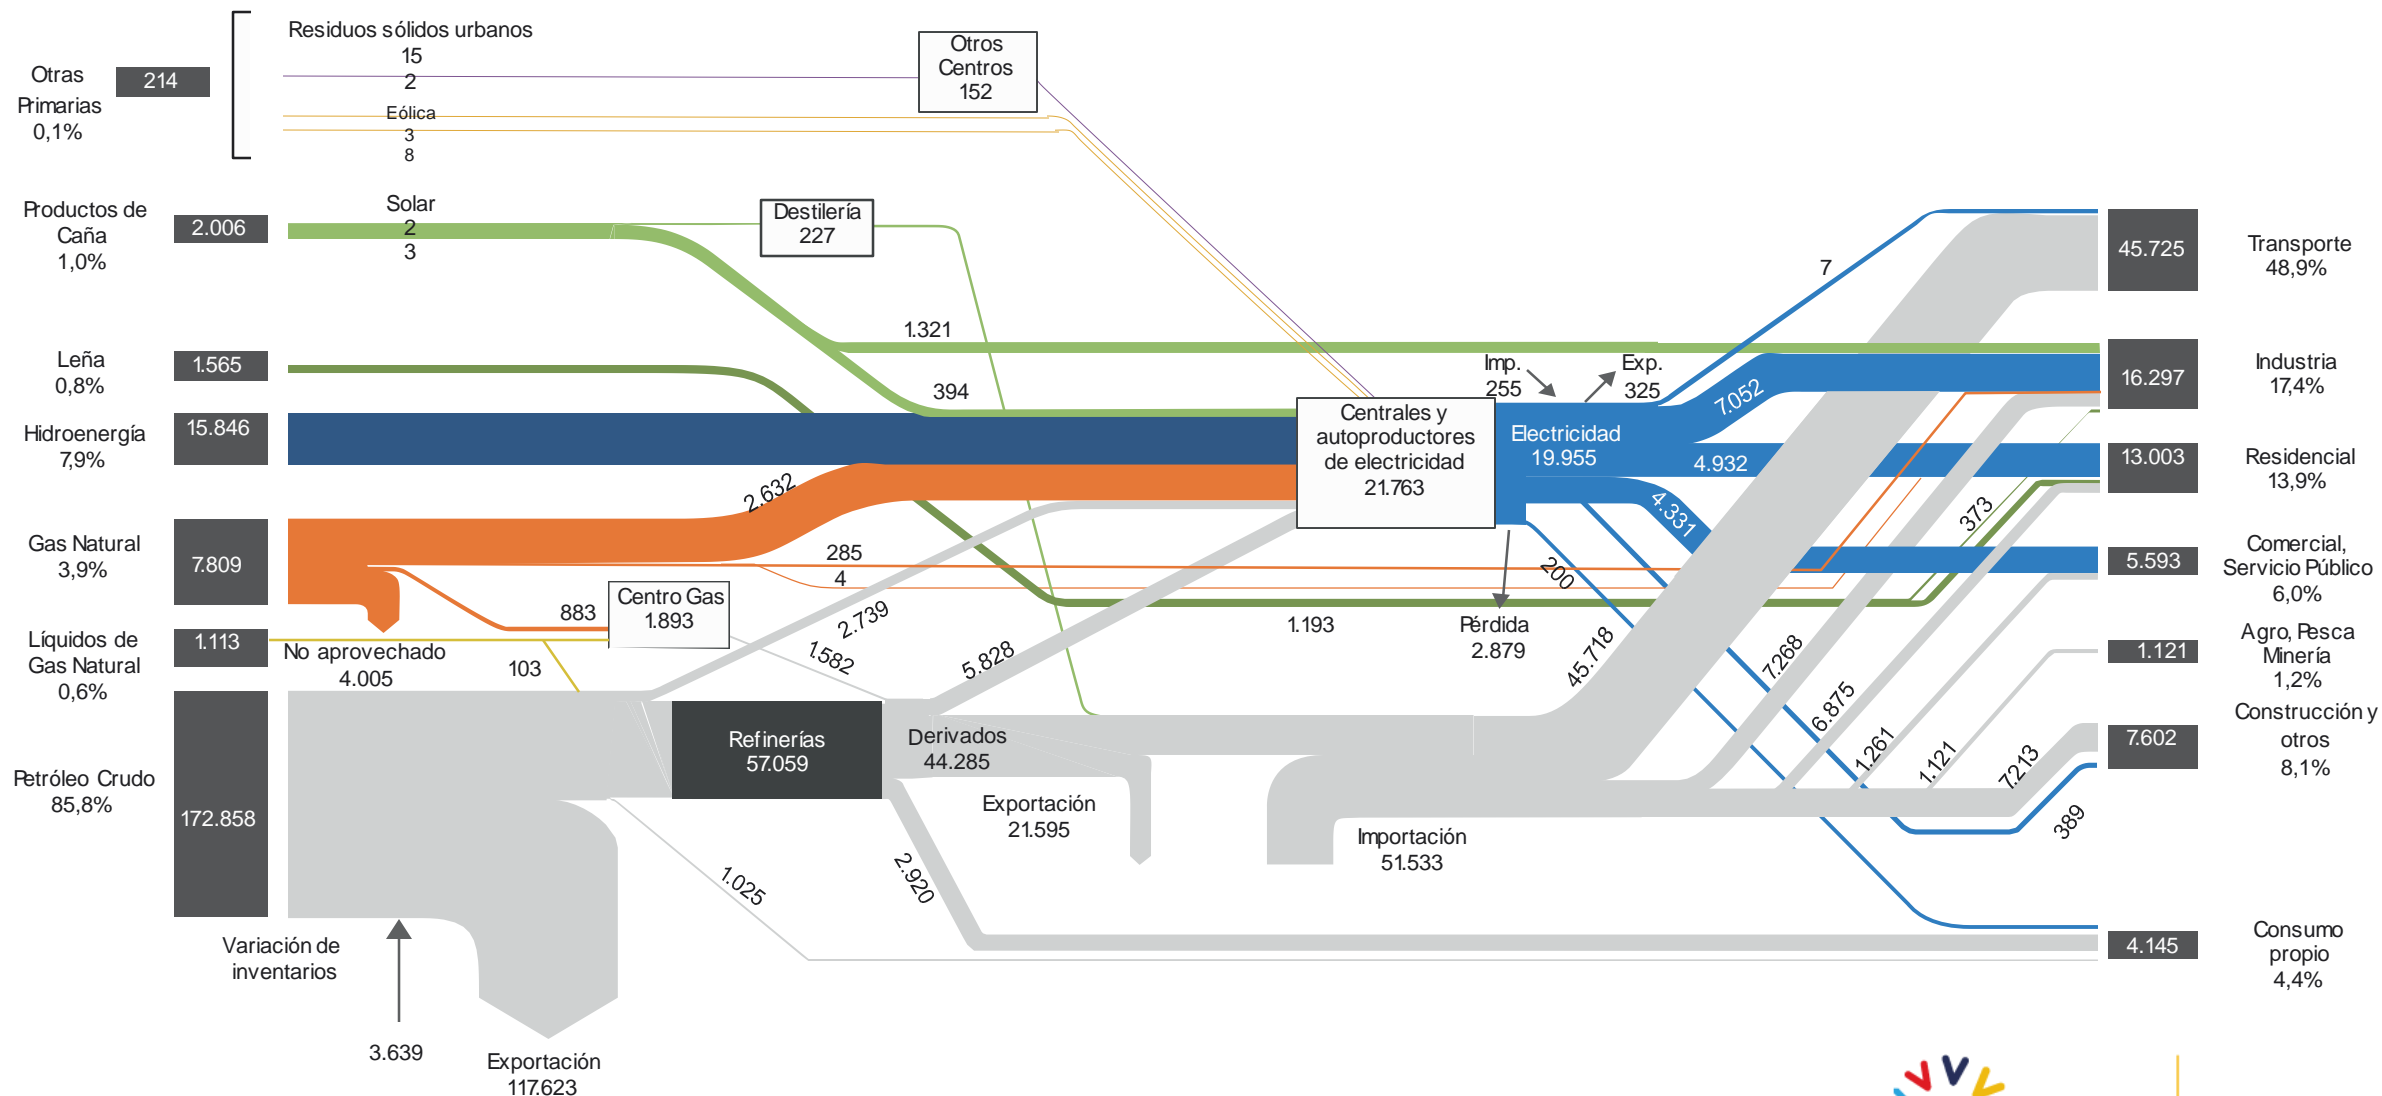 Residuos sólidos urbanos
15
2
Eólica
3
8
Solar
2
3
Otras
Primarias
0,1%
214
Productos de
Caña
1,0%
2.006
Leña
0,8%
1.565
Hidroenergía
7,9%
15.846
Gas Natural
3,9%
7.809
Líquidos de
Gas Natural
0,6%
1.113
Petróleo Crudo
85,8%
172.858
Otros
Centros
152
Destilería
227
1.321
394
2.632
285
4
883
Centro Gas
1.893
No aprovechado
4.005
103
1.582
2.739
5.828
Refinerías
57.059
Derivados
44.285
Exportación
21.595
2.920
1.025
Variación de
inventarios
3.639
Exportación
117.623
Importación
51.533
Centrales y
autoproductores
de electricidad
21.763
Imp.
255
Exp.
325
Electricidad
19.955
Pérdida
2.879
1.193
200
7
7.052
4.932
4.331
373
45.718
7.268
6.875
1.261
1.121
7.213
389
45.725
Transporte
48,9%
16.297
Industria
17,4%
13.003
Residencial
13,9%
5.593
Comercial,
Servicio Público
6,0%
1.121
Agro, Pesca
Minería
1,2%
7.602
Construcción y
otros
8,1%
4.145
Consumo
propio
4,4%